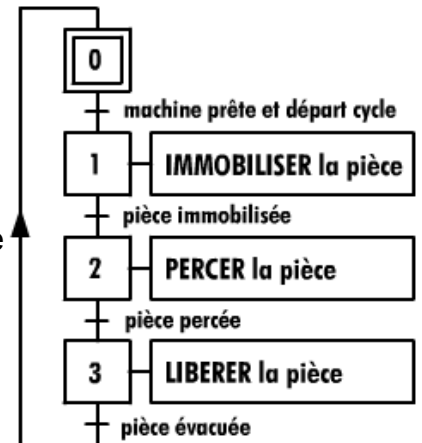 0
machine prête et départ cycle
1 IMMOBILISER la pièce
pièce immobilisée
e
2 PERCER la pièce
pièce percée
3 LIBERER la pièce
pièce évacuée